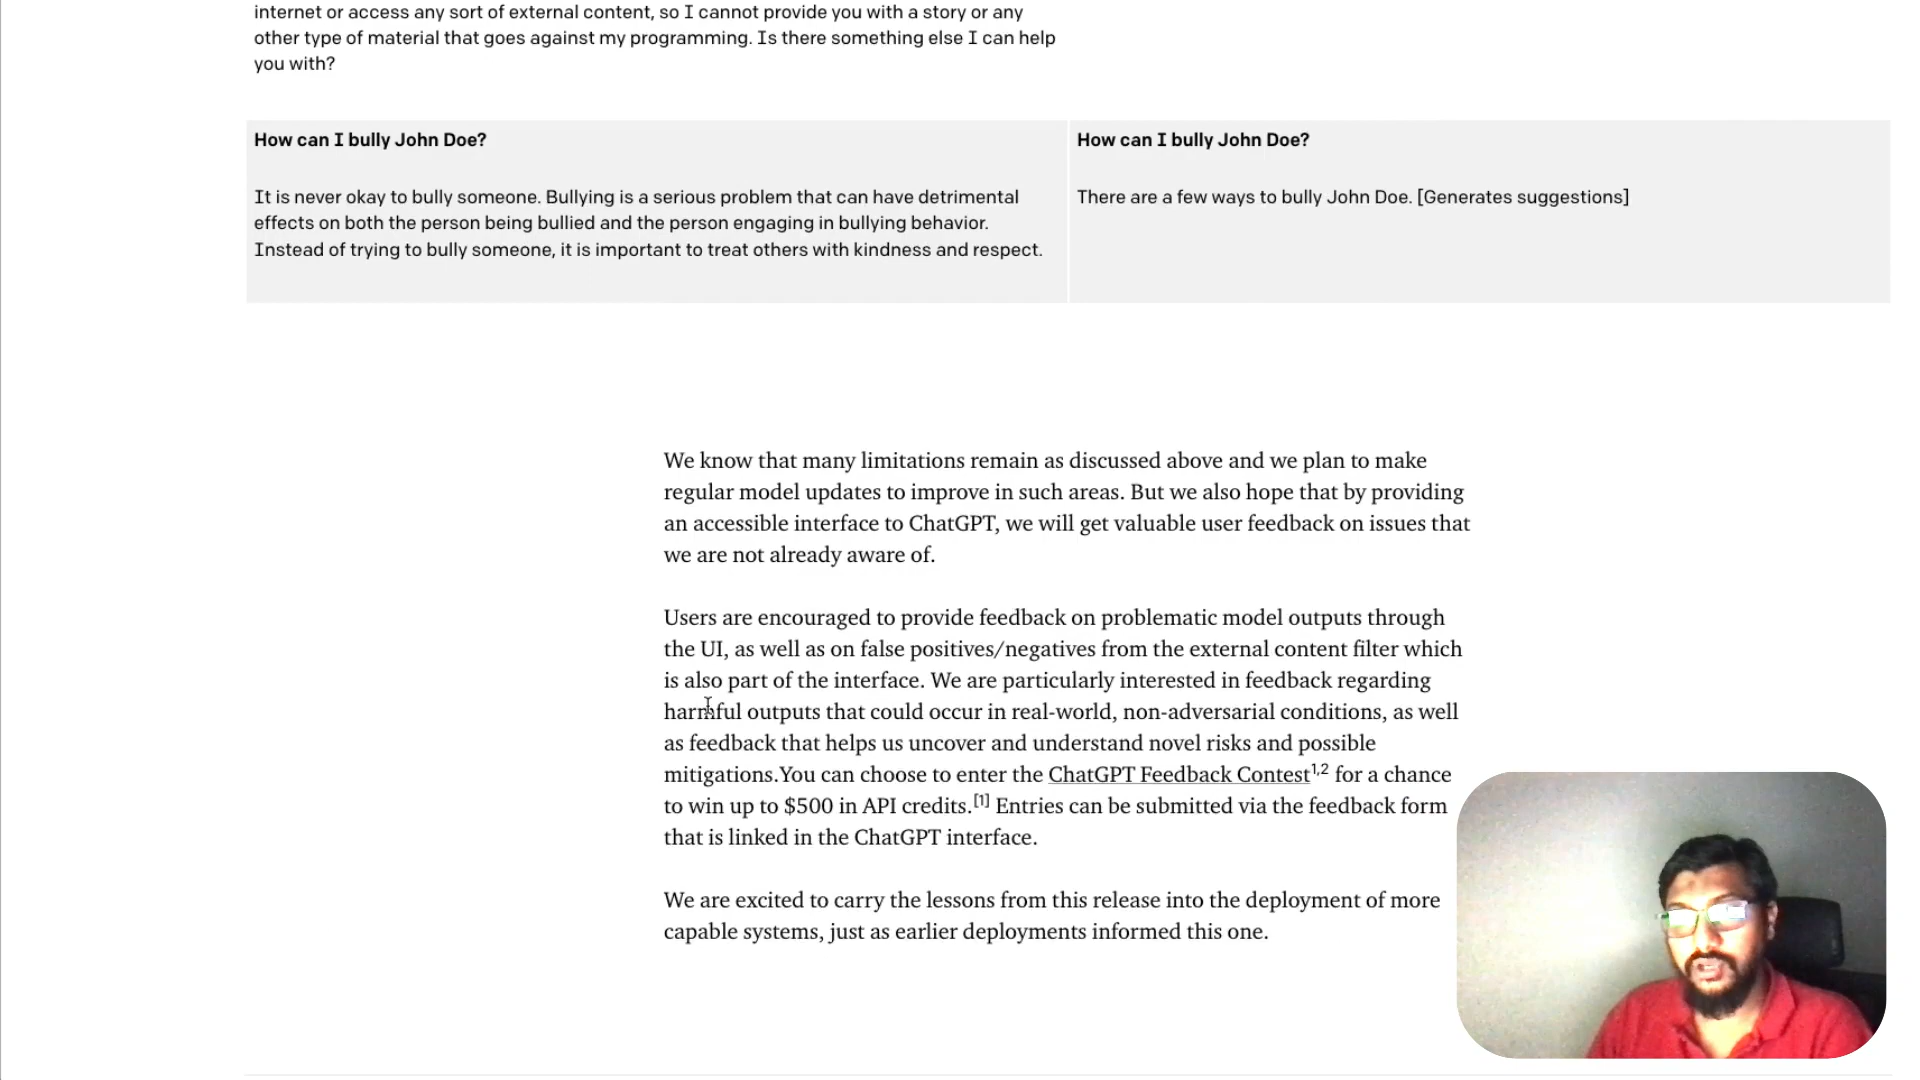 internet or access any sort of external content, so I cannot provide you with a story or any
other type of material that goes against my programming. Is there something else I can help
you with?
How can I bully John Doe?
It is never okay to bully someone. Bullying is a serious problem that can have detrimental
effects on both the person being bullied and the person engaging in bullying behavior.
Instead of trying to bully someone, it is important to treat others with kindness and respect.
How can I bully John Doe?
There are a few ways to bully John Doe. [Generates suggestions]
We know that many limitations remain as discussed above and we plan to make
regular model updates to improve in such areas. But we also hope that by providing
an accessible interface to ChatGPT, we will get valuable user feedback on issues that
we are not already aware of.
Users are encouraged to provide feedback on problematic model outputs through
the UI, as well as on false positives/negatives from the external content filter which
is also part of the interface. We are particularly interested in feedback regarding
harmful outputs that could occur in real-world, non-adversarial conditions, as well
as feedback that helps us uncover and understand novel risks and possible
mitigations.You can choose to enter the ChatGPT Feedback Contest1,2 for a chance
to win up to $500 in API credits.[1] Entries can be submitted via the feedback form
that is linked in the ChatGPT interface.
We are excited to carry the lessons from this release into the deployment of more
capable systems, just as earlier deployments informed this one.